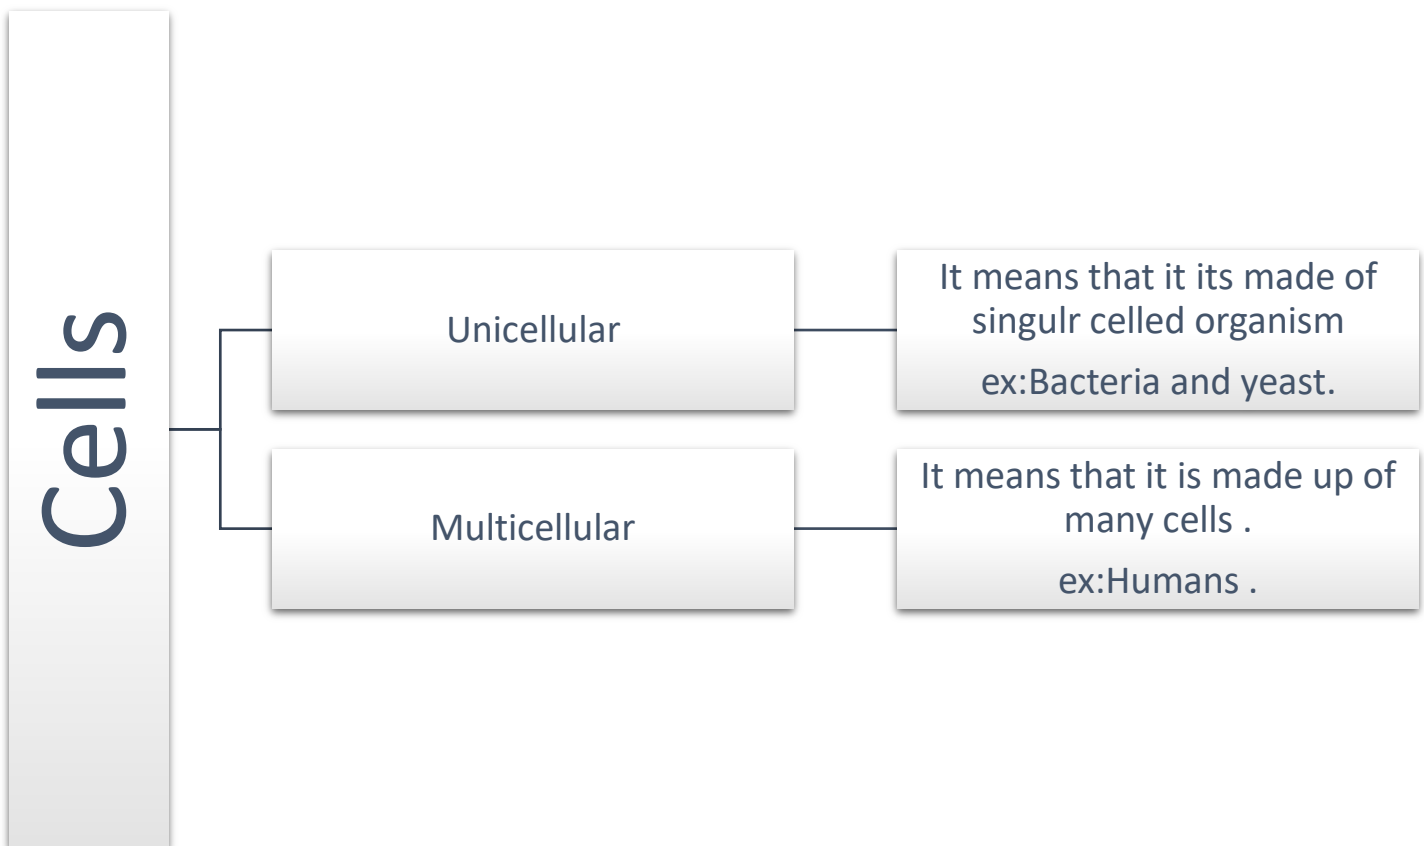 Cells
Unicellular
It means that it its made of
singulr celled organism
ex:Bacteria and yeast.
Multicellular
It means that it is made up of
many cells .
ex:Humans .